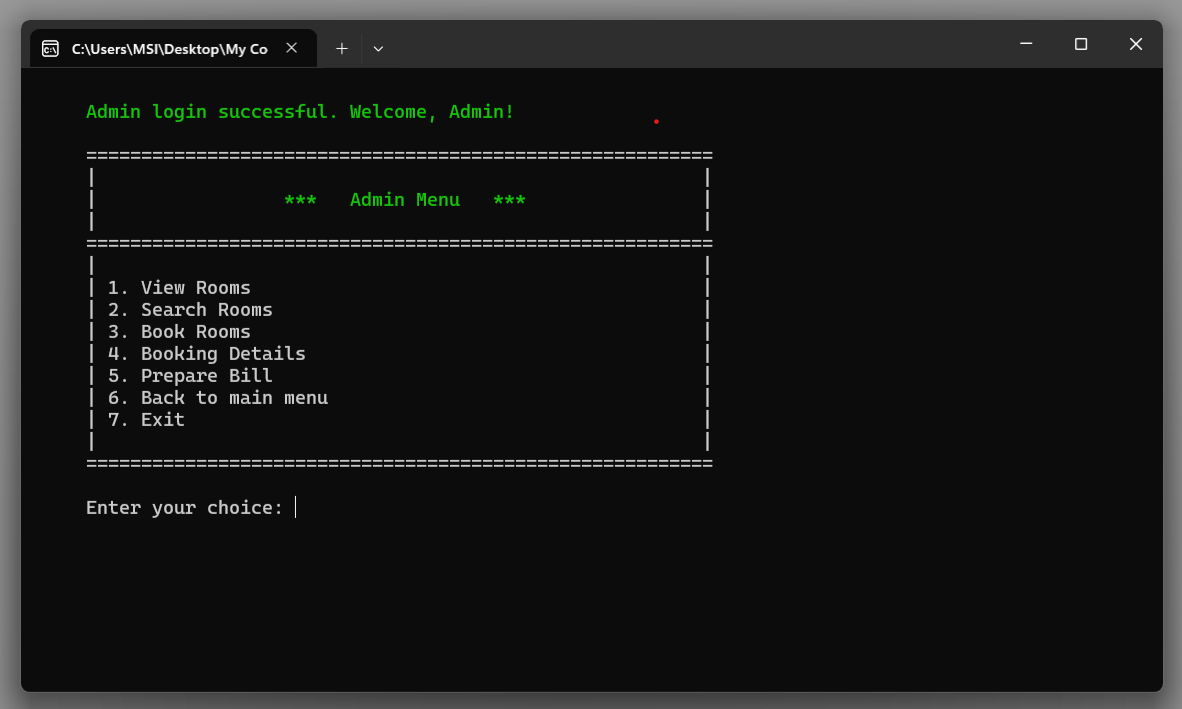 C:\Users\MSI\Desktop\My Co
Admin login successful. Welcome, Admin!
=========================================================
|                                                       |
|                 ***   Admin Menu   ***                |
|                                                       |
=========================================================
|                                                       |
| 1. View Rooms                                         |
| 2. Search Rooms                                       |
| 3. Book Rooms                                         |
| 4. Booking Details                                    |
| 5. Prepare Bill                                       |
| 6. Back to main menu                                  |
| 7. Exit                                               |
|                                                       |
=========================================================
Enter your choice: